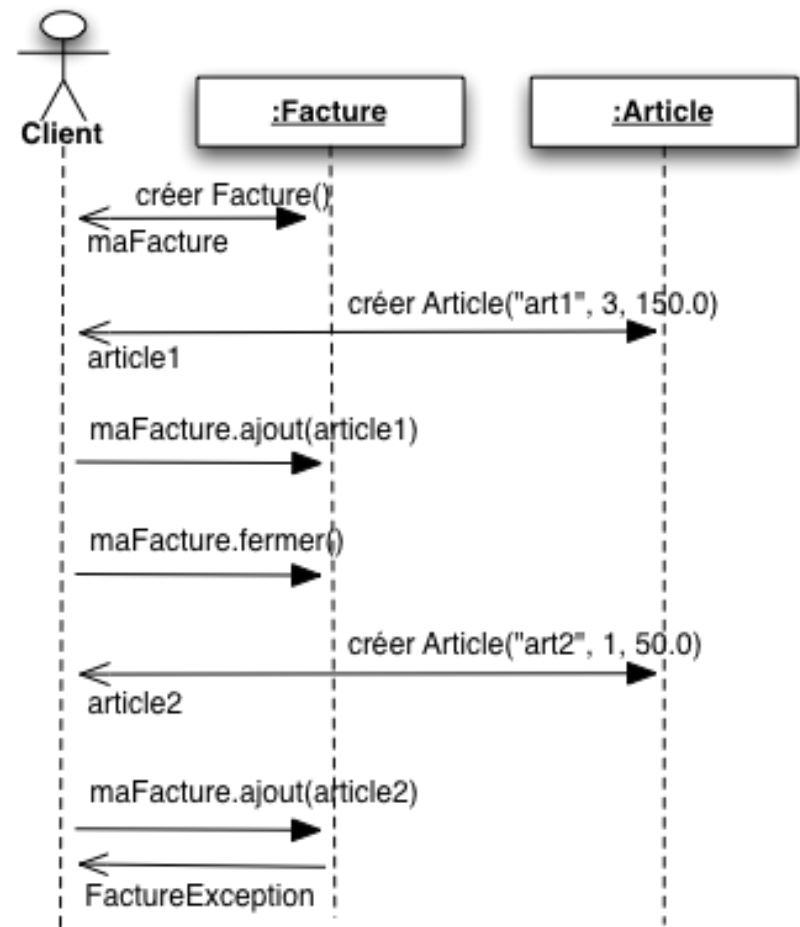 Client
:Facture
:Article
créer Facture()
maFacture
créer Article("art1", 3, 150.0)
article1
maFacture.ajout(article1)
maFacture.fermer()
créer Article("art2", 1, 50.0)
article2
maFacture.ajout(article2)
FactureException